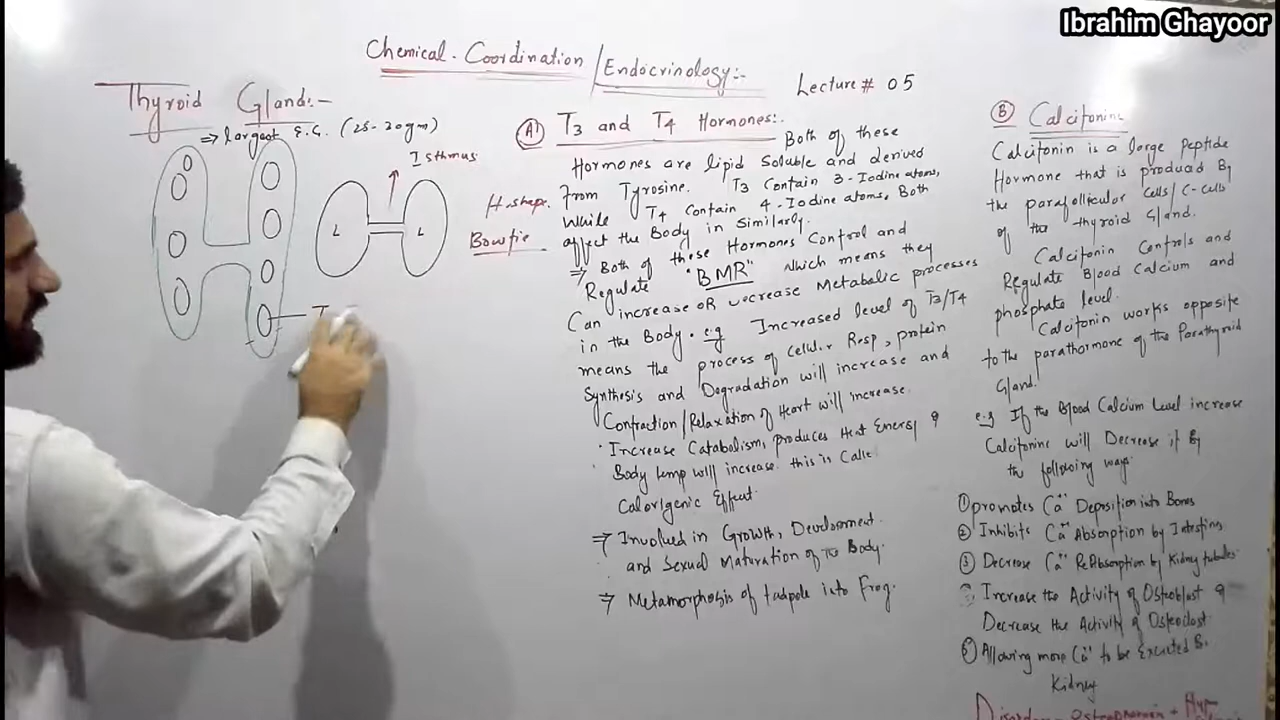 Ibrahim Ghayoor
Chemical. Coordination / Endocrinology:-
Lecture # 05
Thyroid Gland:-
⇒ largest E.G. (25-30gm)
Isthmus
H-shape.
Bowtie
L L
T
(A) T3 and T4 Hormones:.
Both of these
Hormones are lipid Soluble and derived
From Tyrosine. T3 Contain 3-Iodine atoms,
While T4 Contain 4-Iodine atoms, Both
affect the Body in Similarly.
⇒ Both of these Hormones Control and
Regulate "BMR" Which means they
Can increase OR Decrease Metabolic processes
in the Body. e.g Increased level of T3/T4
means the process of Cellular Resp, protein
Synthesis and Degradation will increase and
Contraction/Relaxation of Heart will increase.
· Increase Catabolism, produces Heat Energy &
· Body temp will increase. this is Calle
Calorigenic Effect.
⇒ Involved in Growth, Development.
and Sexual Maturation of the Body.
⇒ Metamorphosis of tadpole into Frog.
(B) Calcitonine
Calcitonin is a large peptide
Hormone that is produced By
the parafollicular Cells/C-Cells
of the thyroid Gland.
Calcitonin Controls and
Regulate Blood Calcium and
phosphate level.
Calcitonin works opposite
to the parathormone of the Parathyroid
Gland.
e.g If the Blood Calcium Level increase
Calcitonine will Decrease it By
the following ways.
① promotes Ca++ Deposition into Bones
② Inhibits Ca++ Absorption by Intestins
③ Decrease Ca++ ReAbsorption by Kidney tubules.
Increase the Activity of Osteoblast &
Decrease the Activity of Osteoclast.
⑤ Allowing more Ca++ to be Excreted By
Kidney